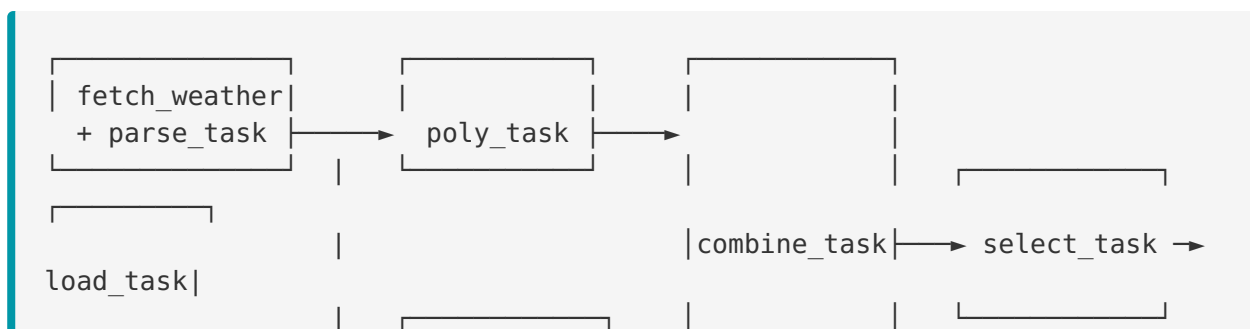 fetch_weather
+ parse_task poly_task
combine_task select_task
load_task